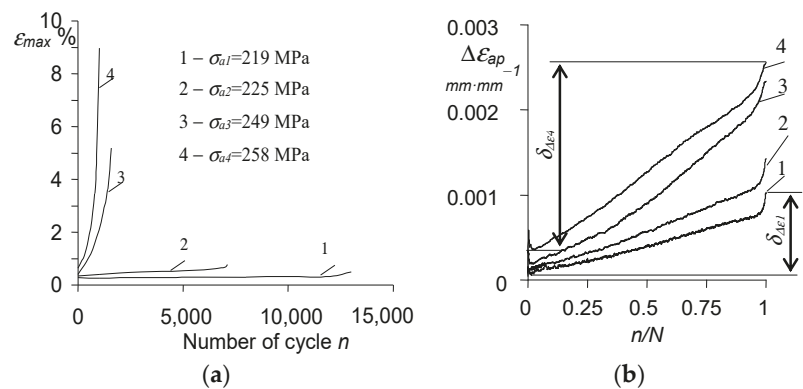 10
8
6
4
2
0
εmax %
4
3
2
1
1 – σa1=219 MPa
2 – σa2=225 MPa
3 – σa3=249 MPa
4 – σa4=258 MPa
0 5,000 10,000 15,000
Number of cycle n
(a)
0.003
0.002
0.001
0
Δεap
mm·mm–1
δΔε4
4
3
2
1
δΔε1
0 0.25 0.5 0.75 1
n/N
(b)